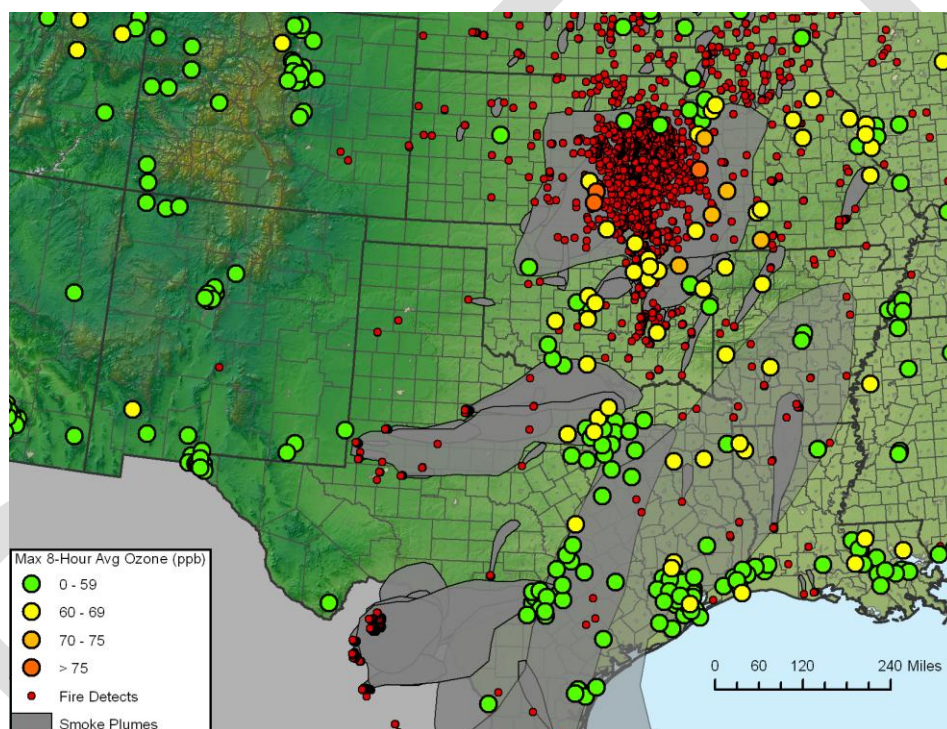 Max 8-Hour Avg Ozone (ppb)
0 - 59
60 - 69
70 - 75
> 75
Fire Detects
Smoke Plumes
0 60 120 240 Miles